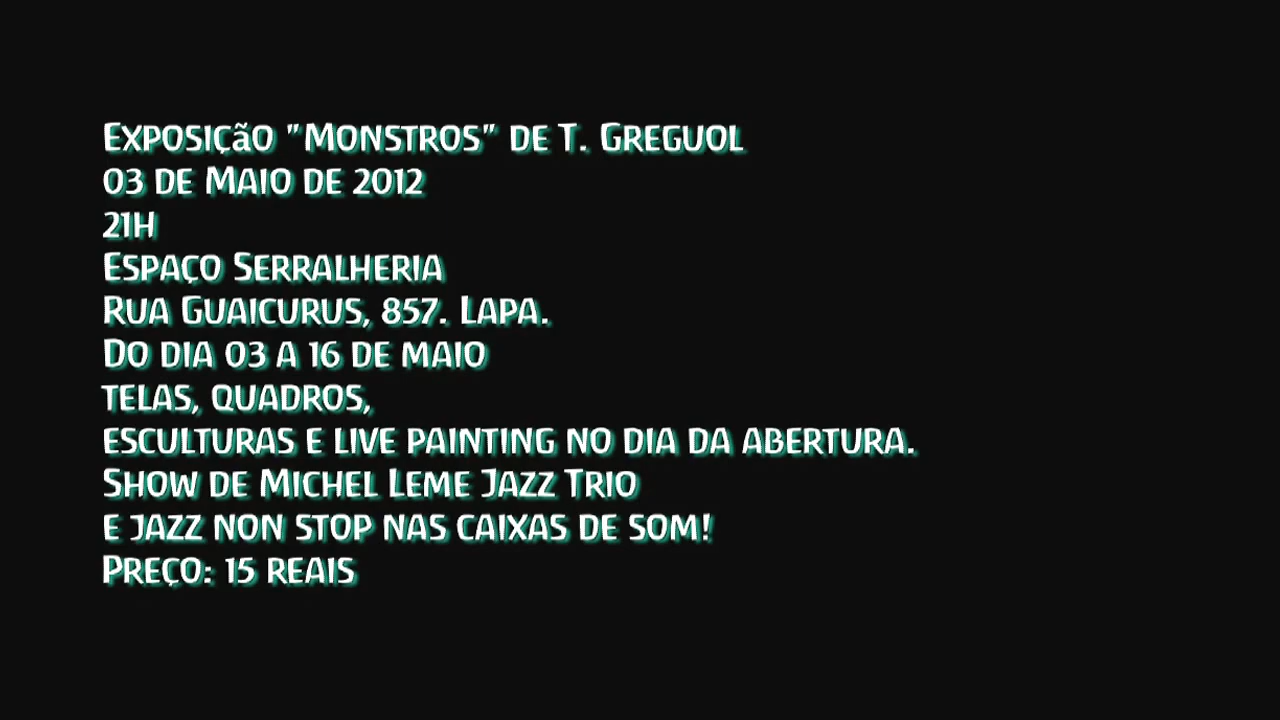 Exposição "Monstros" de T. Greguol
03 de Maio de 2012
21h
Espaço Serralheria
Rua Guaicurus, 857. Lapa.
Do dia 03 a 16 de maio
telas, quadros,
esculturas e live painting no dia da abertura.
Show de Michel Leme Jazz Trio
e jazz non stop nas caixas de som!
Preço: 15 reais